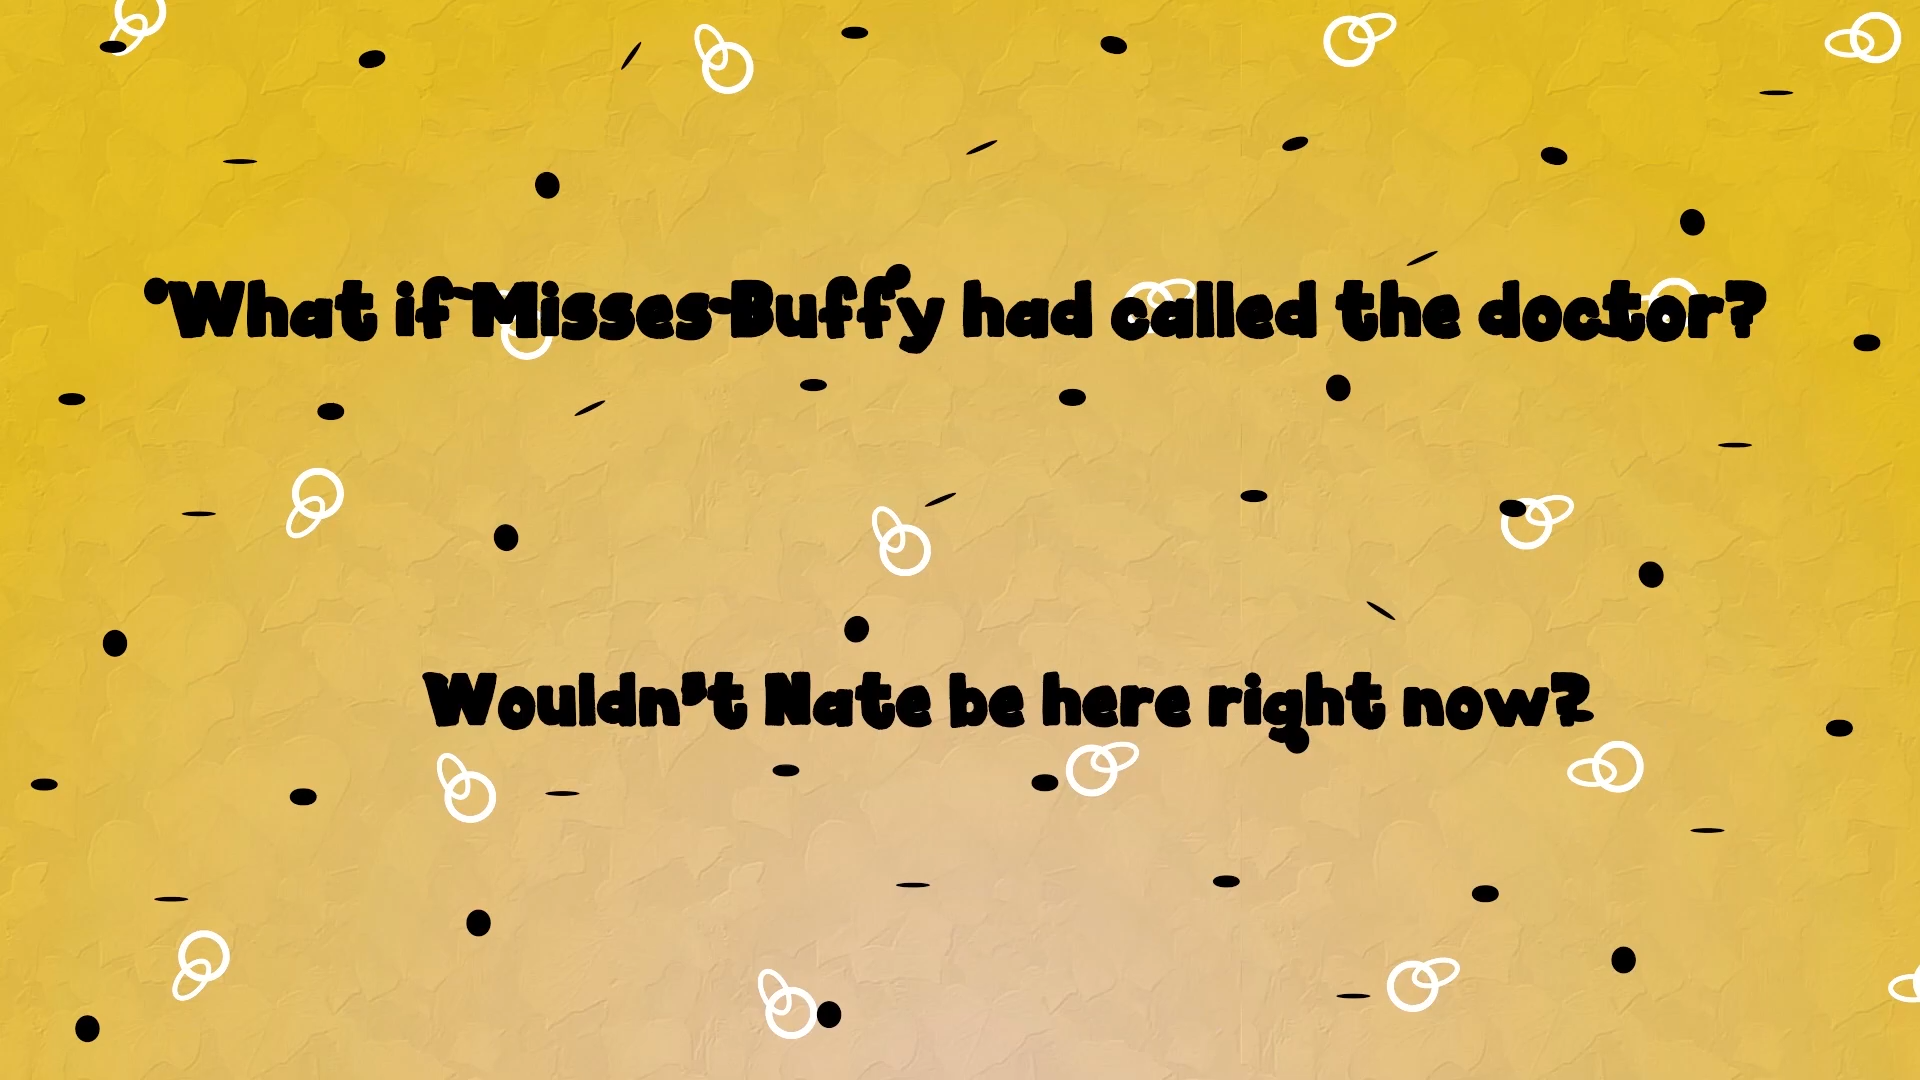 What if Misses Buffy had called the doctor?
Wouldn't Nate be here right now?